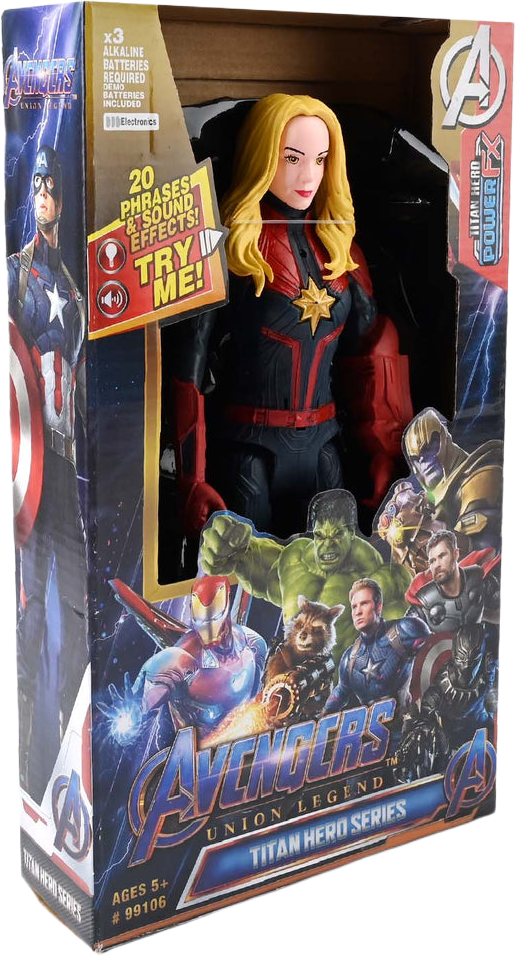 AVENGERS
UNION LEGEND
x3
ALKALINE
BATTERIES
REQUIRED
DEMO
BATTERIES
INCLUDED
Electronics
20
PHRASES
& SOUND
EFFECTS!
TRY
ME!
A
TITAN HERO
POWER FX
AVENGERS™
UNION LEGEND
TITAN HERO SERIES
A
AGES 5+
# 99106
A
TITAN HERO SERIES